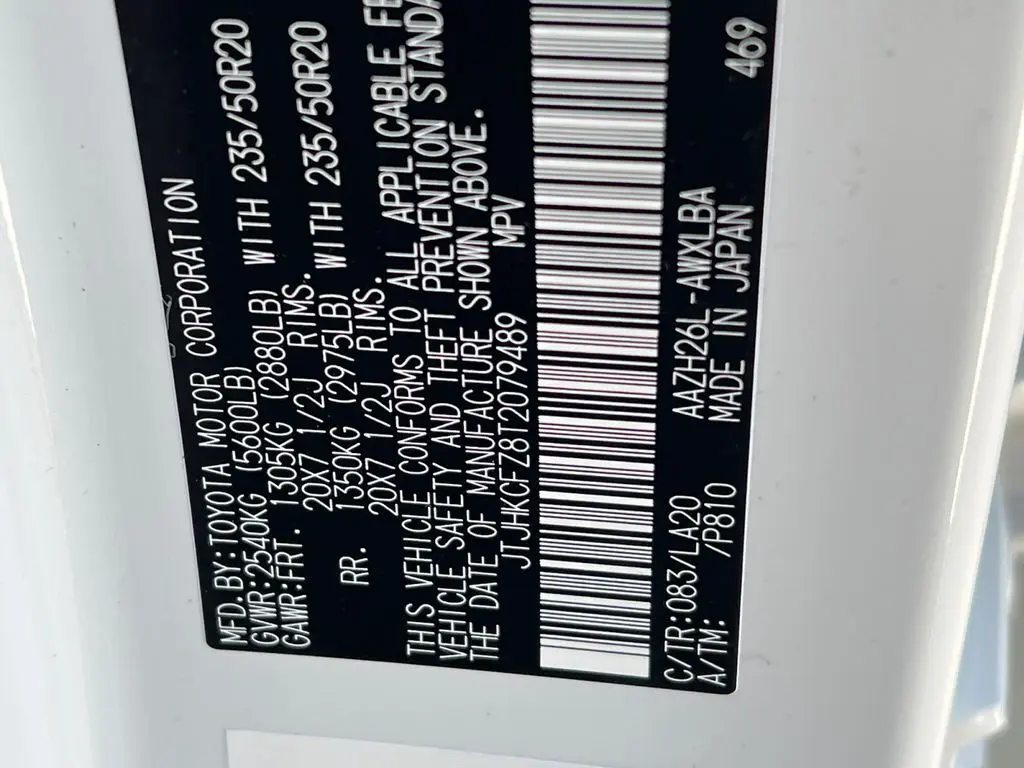 MFD.BY:TOYOTA MOTOR CORPORATION
GVWR:2540KG (5600LB)
GAWR:FRT. 1305KG (2880LB) WITH 235/50R20
20X7 1/2J RIMS.
RR. 1350KG (2975LB) WITH 235/50R20
20X7 1/2J RIMS.
THIS VEHICLE CONFORMS TO ALL APPLICABLE
VEHICLE SAFETY AND THEFT PREVENTION
THE DATE OF MANUFACTURE SHOWN ABOVE.
JTJHKCFZ8T2079489 MPV
C/TR:083/LA20 AAZH26L-AWXLBA
A/TM: /P810 MADE IN JAPAN 469